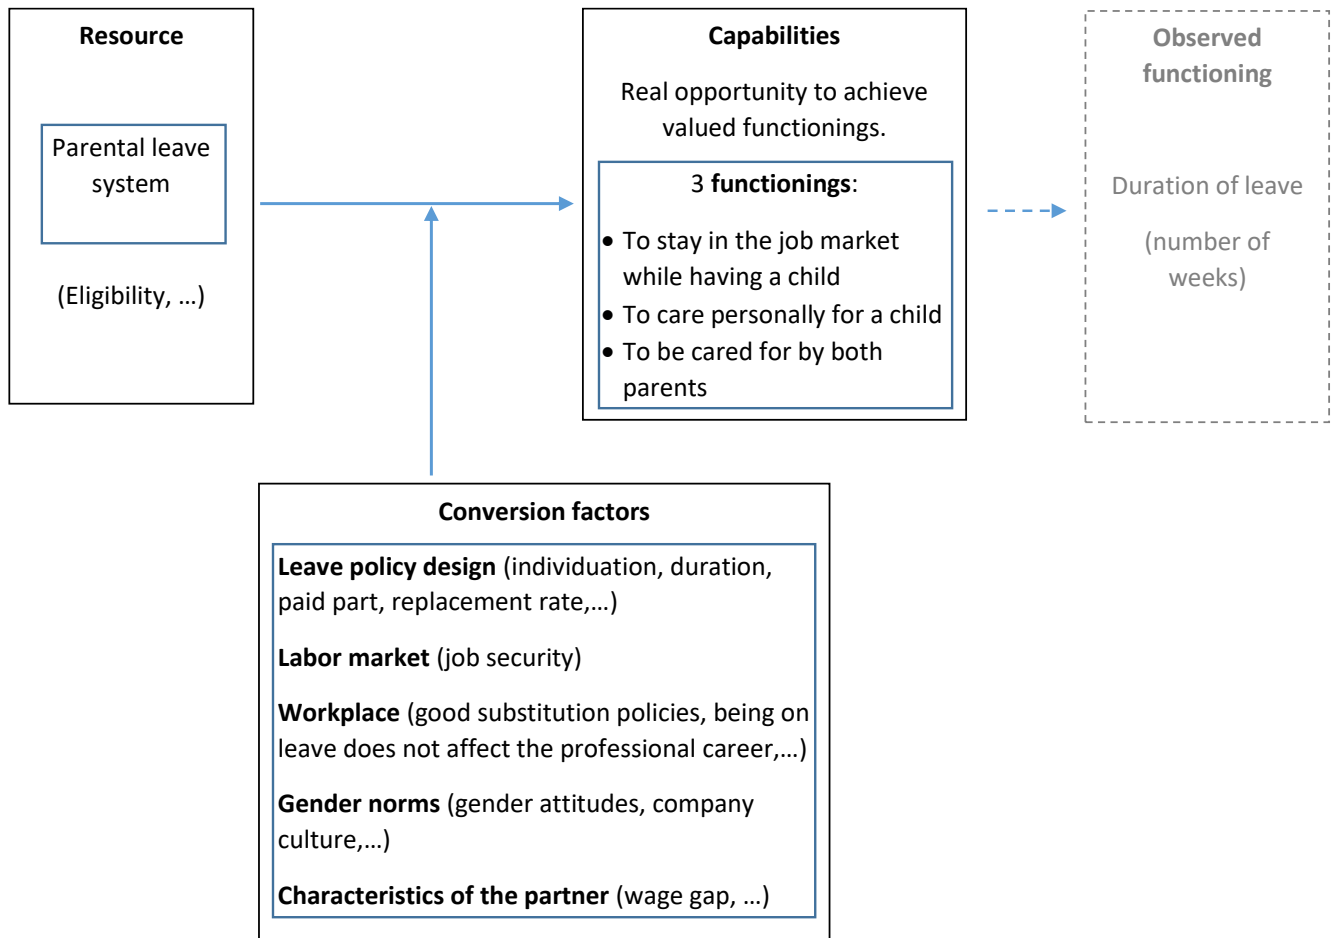 Resource
Parental leave
system
(Eligibility, …)
Capabilities
Real opportunity to achieve
valued functionings.
3 functionings:
• To stay in the job market
while having a child
• To care personally for a child
• To be cared for by both
parents
Observed
functioning
Duration of leave
(number of
weeks)
Conversion factors
Leave policy design (individuation, duration,
paid part, replacement rate,…)
Labor market (job security)
Workplace (good substitution policies, being on
leave does not affect the professional career,…)
Gender norms (gender attitudes, company
culture,…)
Characteristics of the partner (wage gap, …)